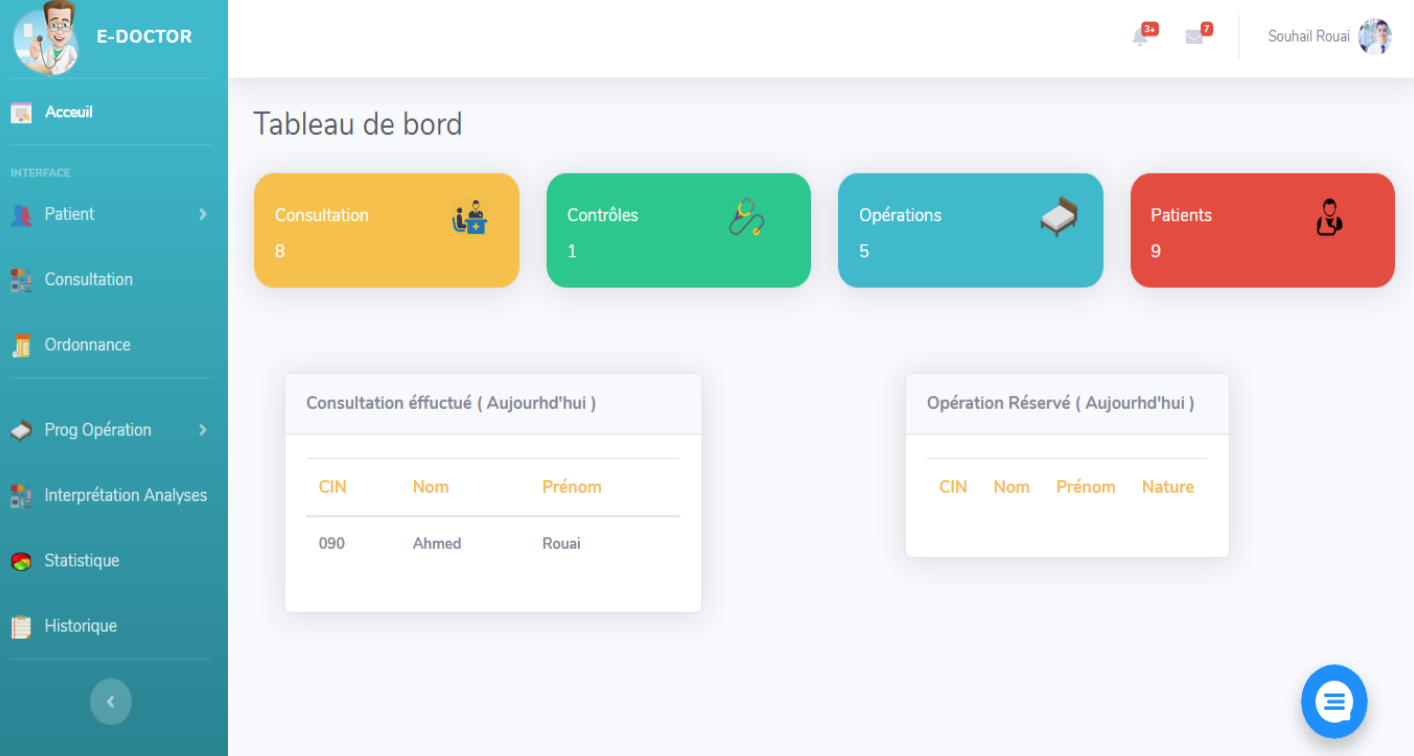 E-DOCTOR
3+
7
Souhail Rouai
Acceuil
Tableau de bord
INTERFACE
Patient
Consultation
Ordonnance
Prog Opération
Interprétation Analyses
Statistique
Historique
Consultation
8
Contrôles
1
Opérations
5
Patients
9
Consultation éffuctué ( Aujourhd'hui )
CIN Nom Prénom
090 Ahmed Rouai
Opération Réservé ( Aujourhd'hui )
CIN Nom Prénom Nature